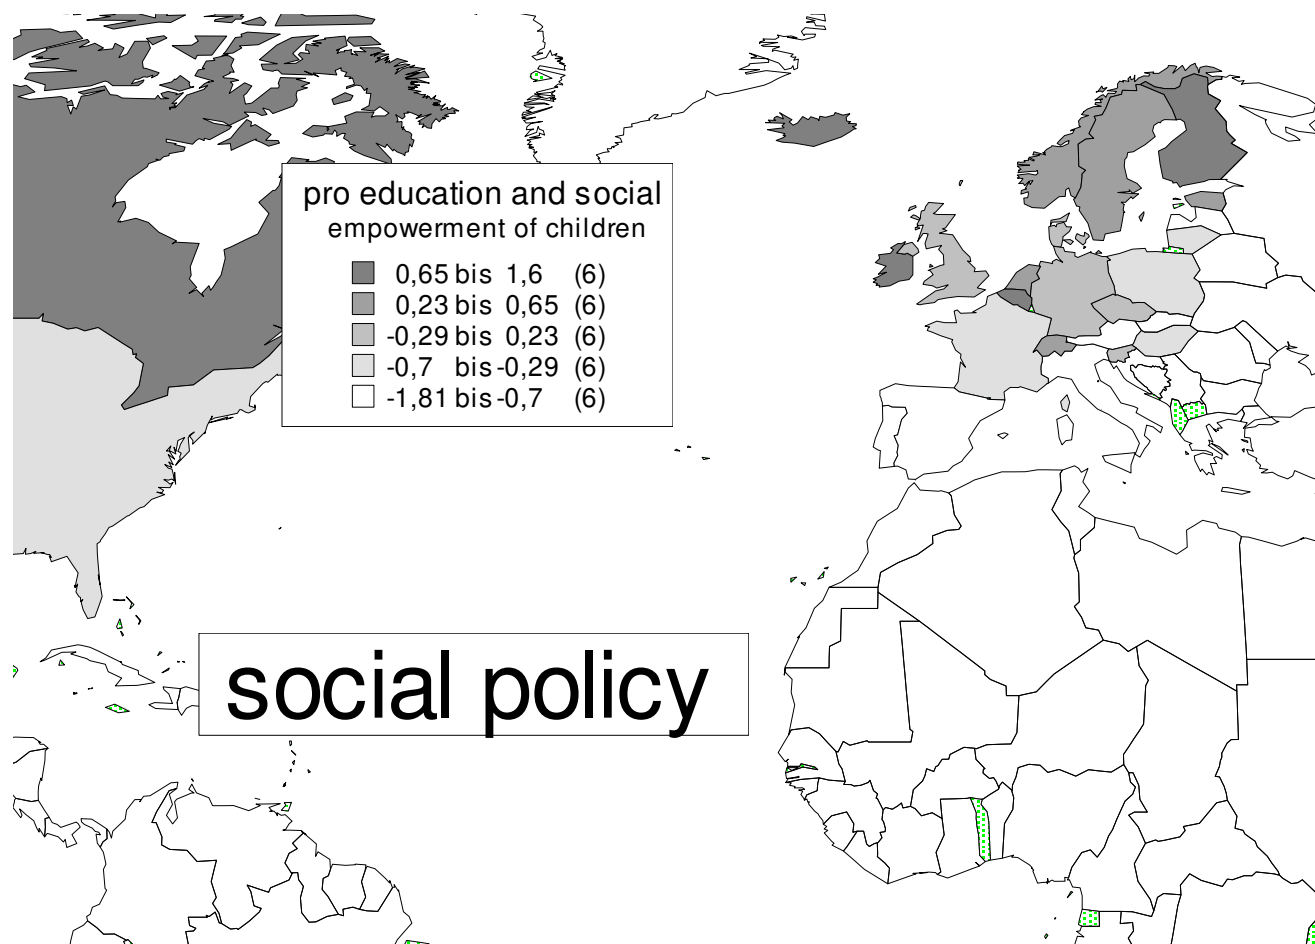 pro education and social
empowerment of children
0,65 bis 1,6 (6)
0,23 bis 0,65 (6)
-0,29 bis 0,23 (6)
-0,7 bis -0,29 (6)
-1,81 bis -0,7 (6)
social policy